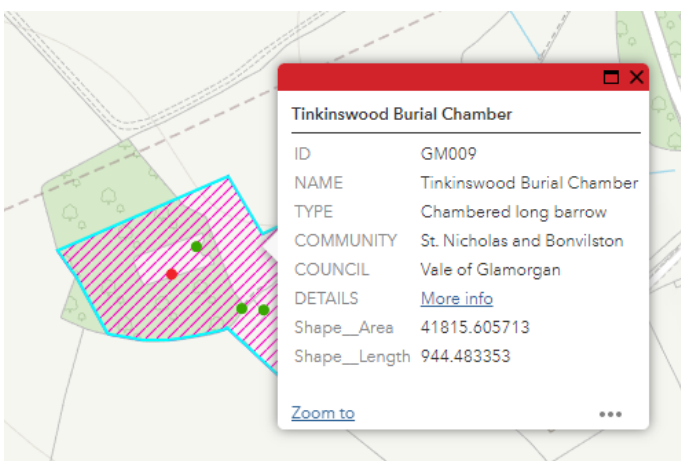 Tinkinswood Burial Chamber
ID GM009
NAME Tinkinswood Burial Chamber
TYPE Chambered long barrow
COMMUNITY St. Nicholas and Bonvilston
COUNCIL Vale of Glamorgan
DETAILS More info
Shape__Area 41815.605713
Shape__Length 944.483353
Zoom to